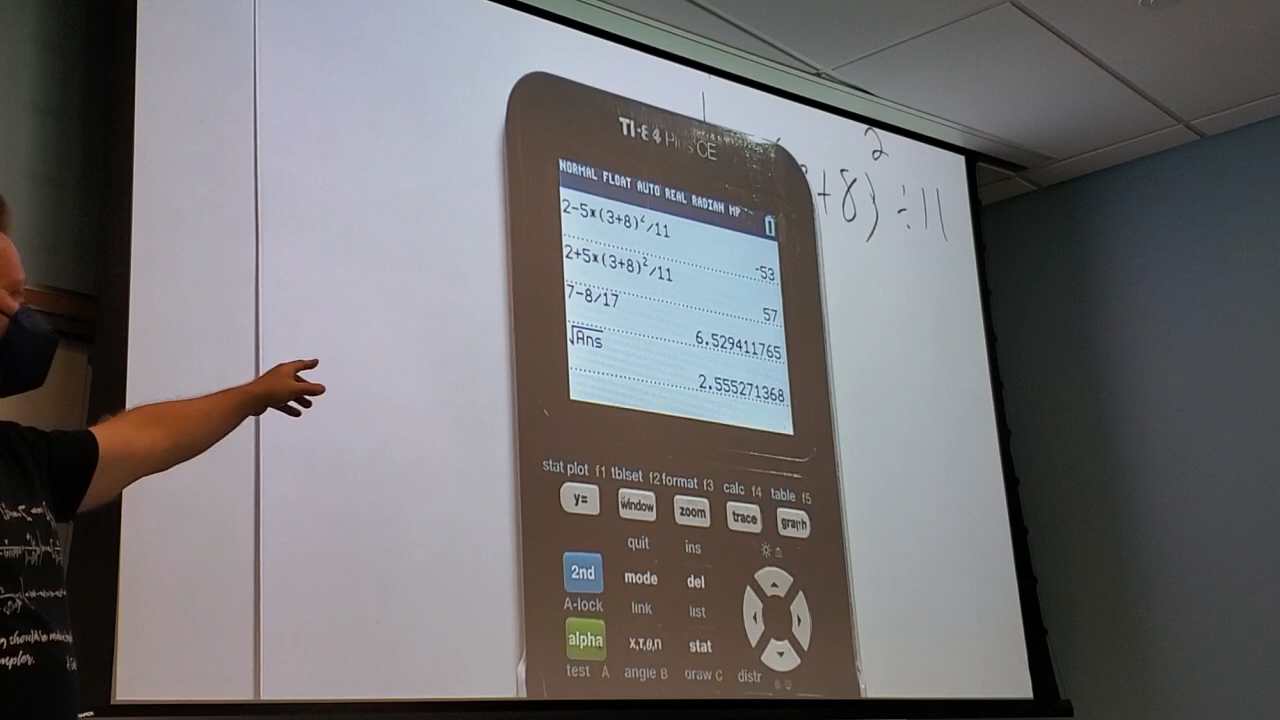 TI-84 Plus CE
NORMAL FLOAT AUTO REAL RADIAN MP
2-5*(3+8)²/11
-53
2+5*(3+8)²/11
57
7-8/17
6.529411765
√Ans
2.555271368
+8)² ÷11
stat plot f1 tblset f2 format f3 calc f4 table f5
y= window zoom trace graph
quit ins
2nd mode del
A-lock link list
alpha X,T,θ,n stat
test A angle B draw C distr
should be